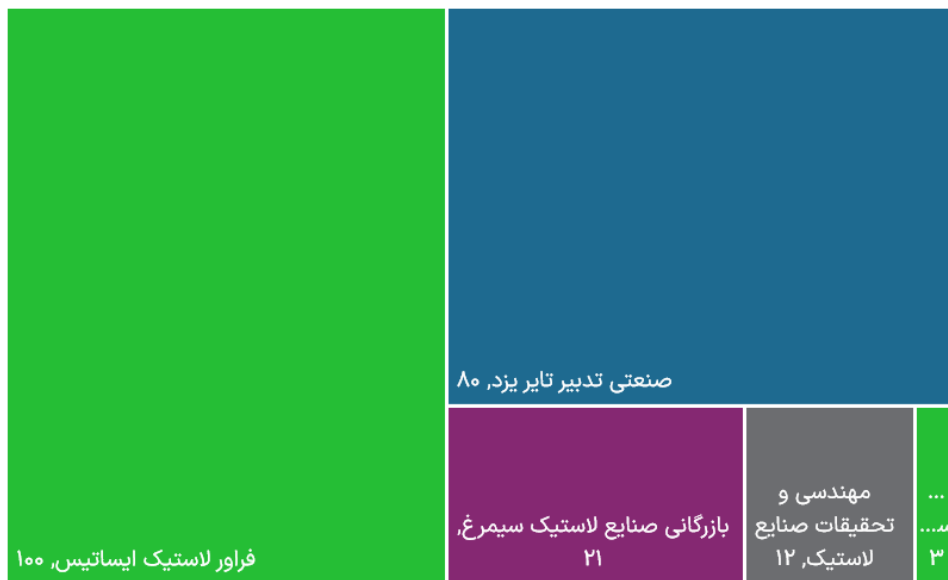 فراور لاستیک ایساتیس, ۱۰۰
صنعتی تدبیر تایر یزد, ۸۰
بازرگانی صنایع لاستیک سیمرغ,
۲۱
مهندسی و
تحقیقات صنایع
لاستیک, ۱۲
...
سـ...
۳